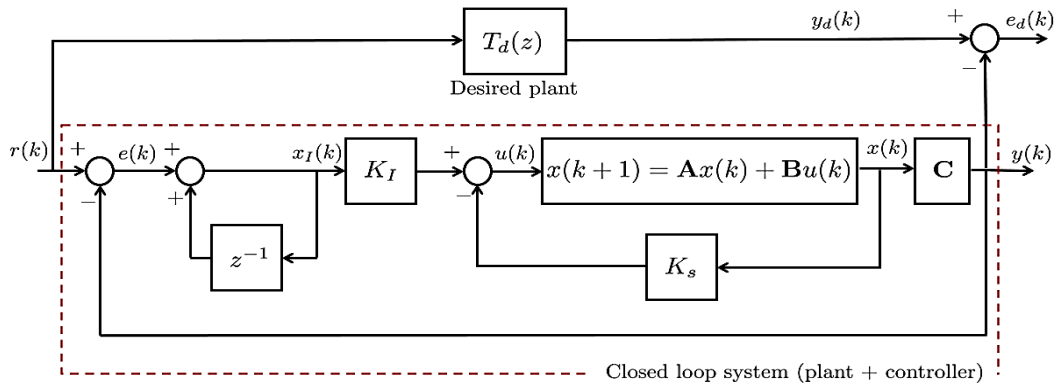 y_d(k)
+
e_d(k)
T_d(z)
−
Desired plant
r(k)
+
e(k)
+
x_I(k)
+
u(k)
x(k)
y(k)
K_I
x(k + 1) = Ax(k) + Bu(k)
C
−
+
−
z^{-1}
K_s
Closed loop system (plant + controller)